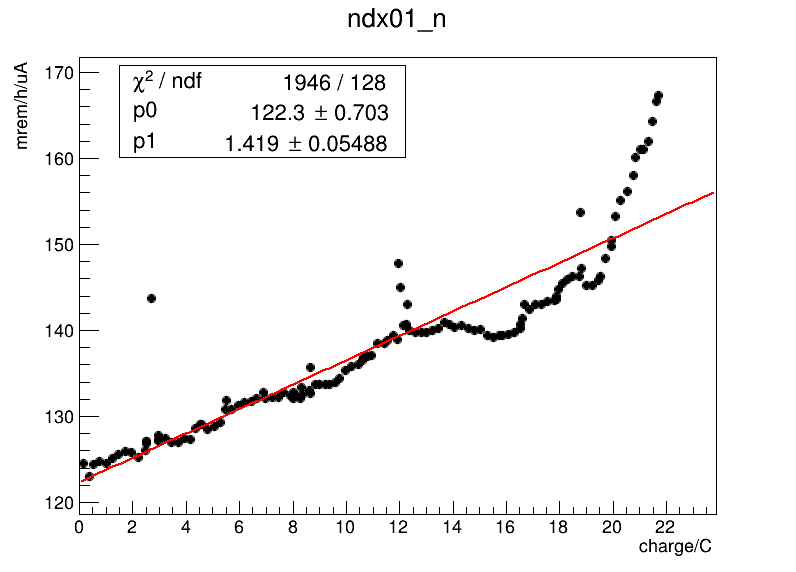 ndx01_n
mrem/h/uA
χ² / ndf 1946 / 128
p0 122.3 ± 0.703
p1 1.419 ± 0.05488
170
160
150
140
130
120
0 2 4 6 8 10 12 14 16 18 20 22
charge/C